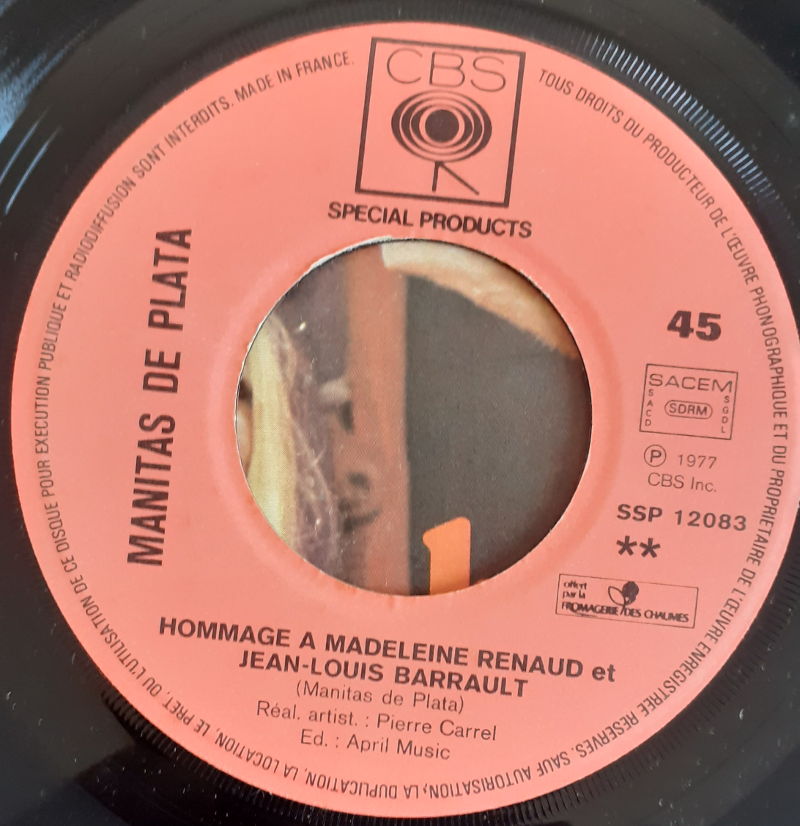 CBS
SPECIAL PRODUCTS
TOUS DROITS DU PRODUCTEUR DE L'ŒUVRE PHONOGRAPHIQUE ET DU PROPRIETAIRE DE L'ŒUVRE ENREGISTREE RESERVES. SAUF AUTORISATION, LA DUPLICATION, LA LOCATION, LE PRET, OU L'UTILISATION DE CE DISQUE POUR EXECUTION PUBLIQUE ET RADIODIFFUSION SONT INTERDITS. MADE IN FRANCE.
MANITAS DE PLATA
45
SACEM
SACD
SDRM
SGDL
Ⓟ 1977
CBS Inc.
SSP 12083
**
offert
par la
FROMAGERIE DES CHAUMES
HOMMAGE A MADELEINE RENAUD et
JEAN-LOUIS BARRAULT
(Manitas de Plata)
Réal. artist. : Pierre Carrel
Ed. : April Music